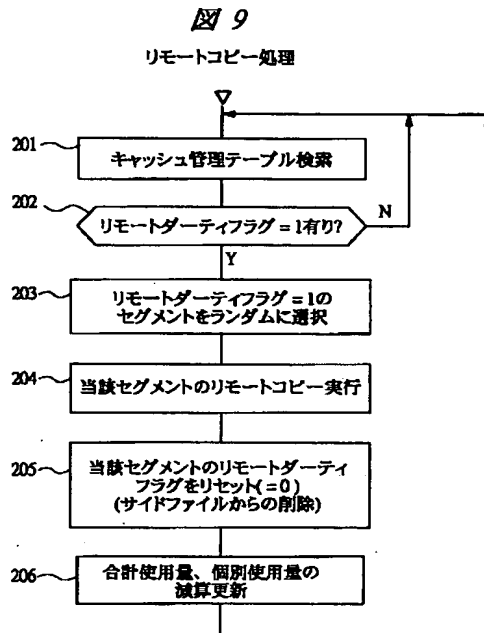 図 9
リモートコピー処理
201
キャッシュ管理テーブル検索
202
リモートダーティフラグ = 1有り?
N
Y
203
リモートダーティフラグ = 1の
セグメントをランダムに選択
204
当該セグメントのリモートコピー実行
205
当該セグメントのリモートダーティ
フラグをリセット(=0)
(サイドファイルからの削除)
206
合計使用量、個別使用量の
減算更新